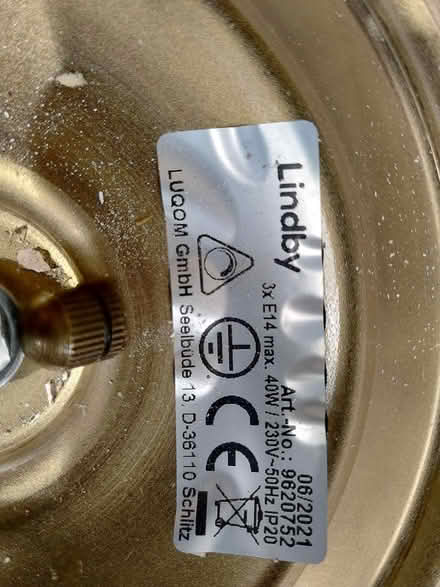 Lindby
06/2021
Art.-No.: 9620752
3x E14 max. 40W / 230V~50Hz IP20
CE
LUQOM GmbH Seelbüde 13. D-36110 Schlitz